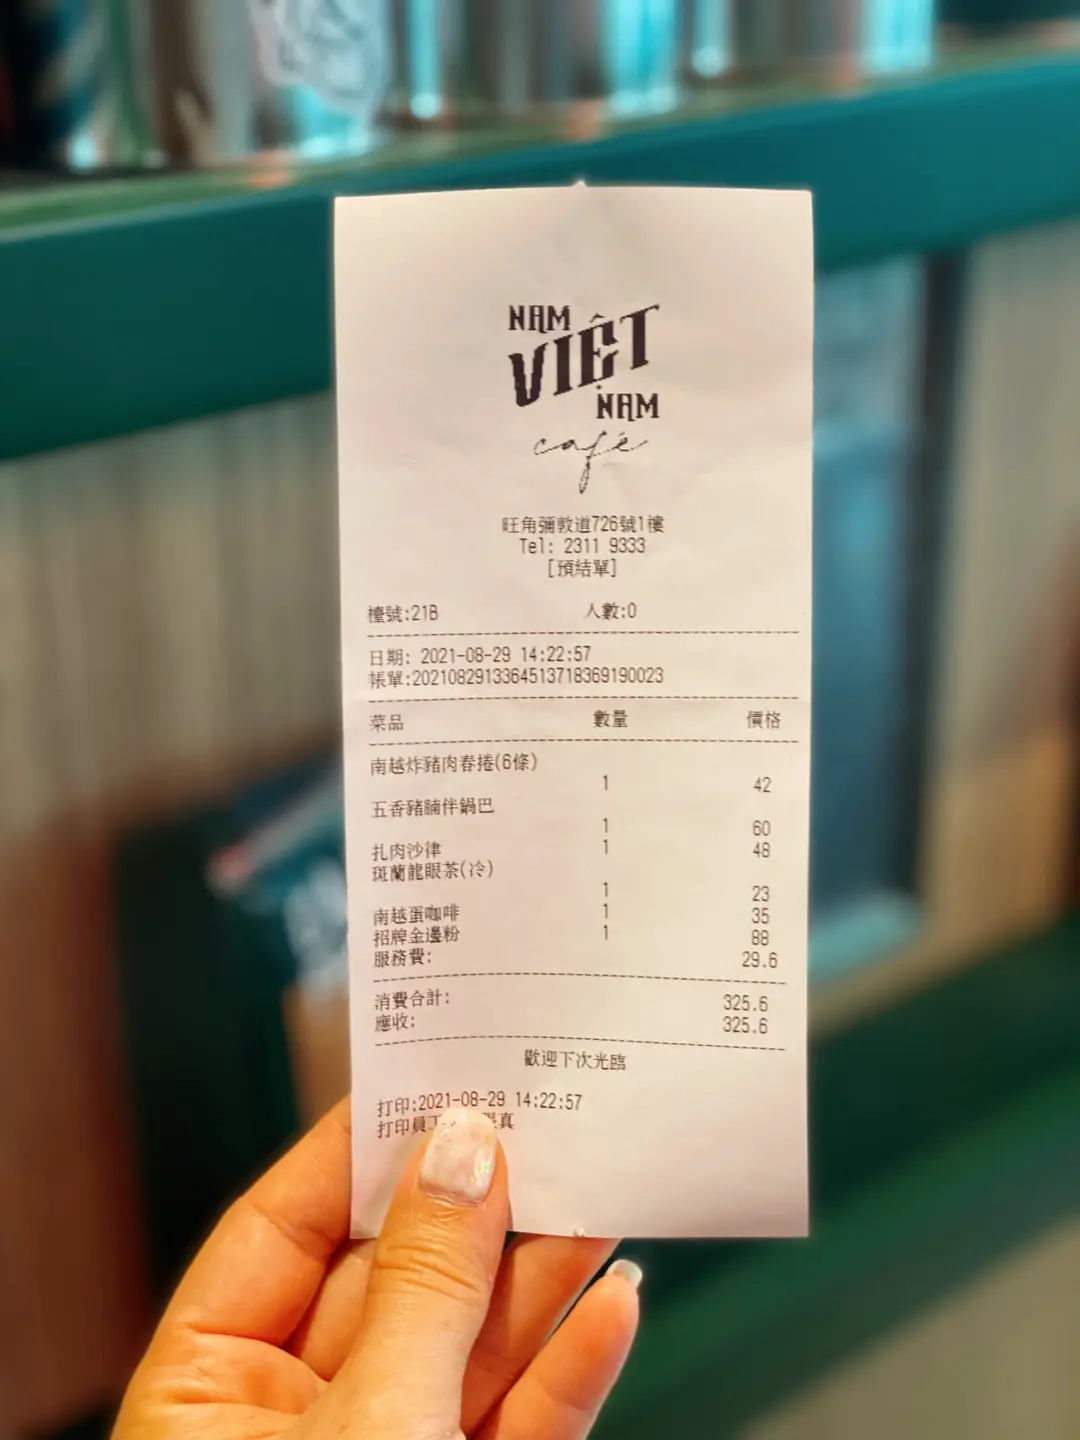 NAM
VIỆT
NAM
café
旺角彌敦道726號1樓
Tel: 2311 9333
[預結單]
檯號:21B 人數:0
日期: 2021-08-29 14:22:57
帳單:2021082913364513718369190023
菜品 數量 價格
南越炸豬肉春捲(6條)
1 42
五香豬腩伴鍋巴
1 60
扎肉沙律 1 48
斑蘭龍眼茶(冷)
1 23
南越蛋咖啡 1 35
招牌金邊粉 1 88
服務費: 29.6
消費合計: 325.6
應收: 325.6
歡迎下次光臨
打印:2021-08-29 14:22:57
打印員 真